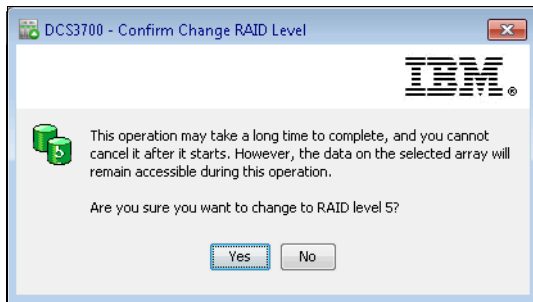 DCS3700 - Confirm Change RAID Level
IBM®
This operation may take a long time to complete, and you cannot
cancel it after it starts. However, the data on the selected array will
remain accessible during this operation.
Are you sure you want to change to RAID level 5?
Yes No